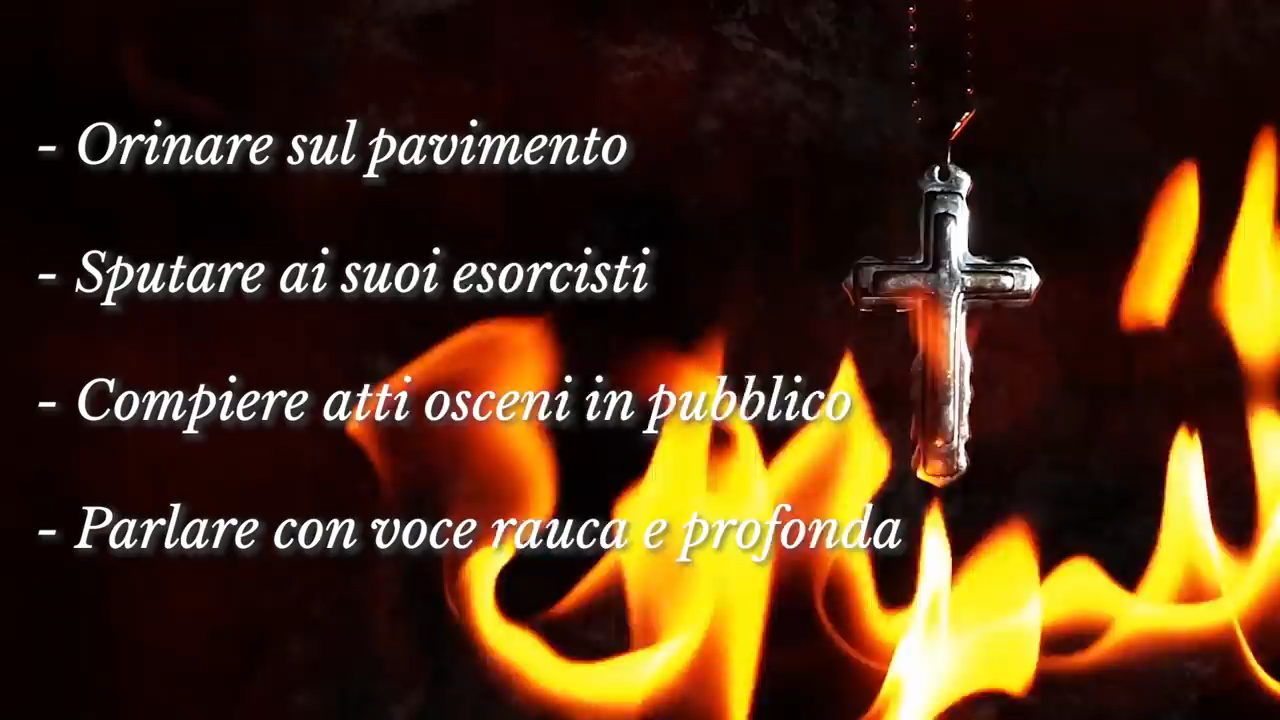 - Orinare sul pavimento
- Sputare ai suoi esorcisti
- Compiere atti osceni in pubblico
- Parlare con voce rauca e profonda